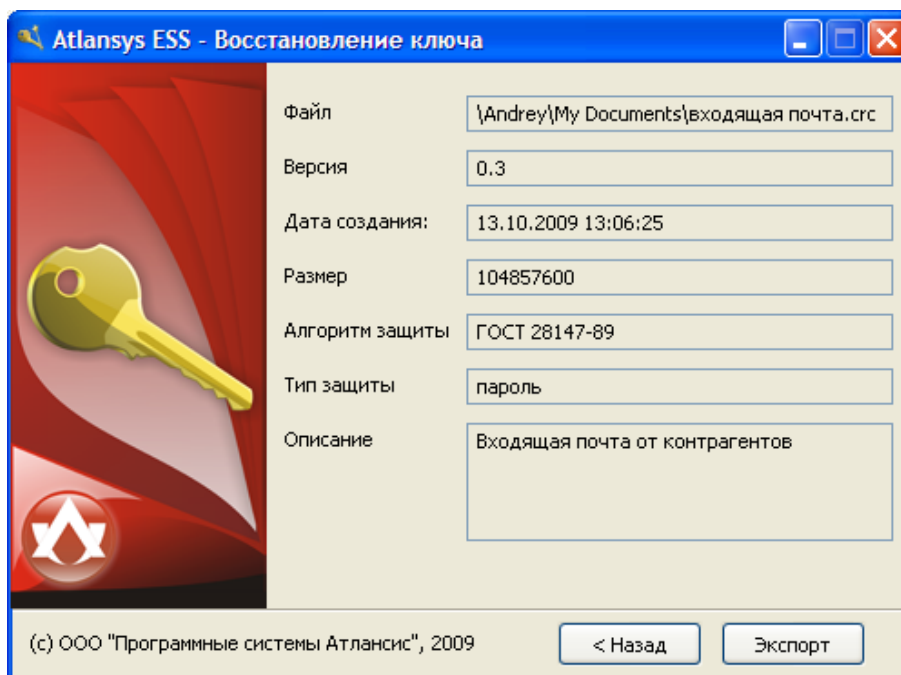 Atlansys ESS - Восстановление ключа
Файл \Andrey\My Documents\входящая почта.crc
Версия 0.3
Дата создания: 13.10.2009 13:06:25
Размер 104857600
Алгоритм защиты ГОСТ 28147-89
Тип защиты пароль
Описание Входящая почта от контрагентов
(c) ООО "Программные системы Атлансис", 2009 < Назад Экспорт